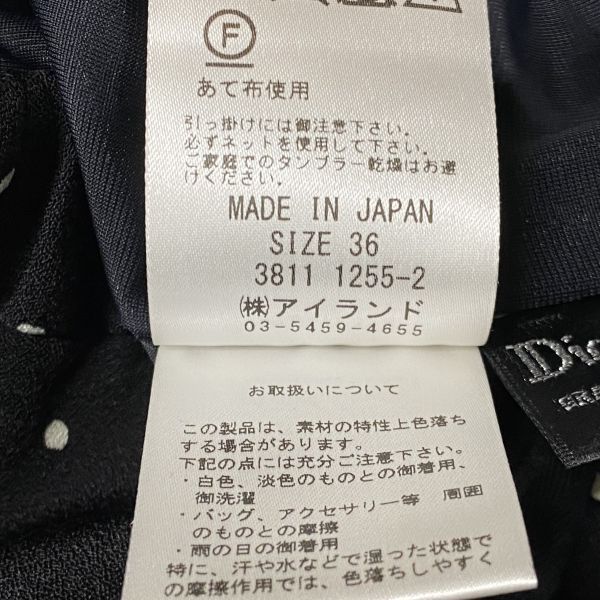 F
あて布使用
引っ掛けには御注意下さい。
必ずネットを使用して下さい。
ご家庭でのタンブラー乾燥はお避
けください。
MADE IN JAPAN
SIZE 36
3811 1255-2
(株)アイランド
03-5459-4655
お取扱いについて
この製品は、素材の特性上色落ち
する場合があります。
下記の点には充分ご注意下さい。
・白色、淡色のものとの御着用、
御洗濯
・バッグ、アクセサリー等 周囲
のものとの摩擦
・雨の日の御着用
特に、汗や水などで湿った状態で
の摩擦作用では、色落ちしやすく